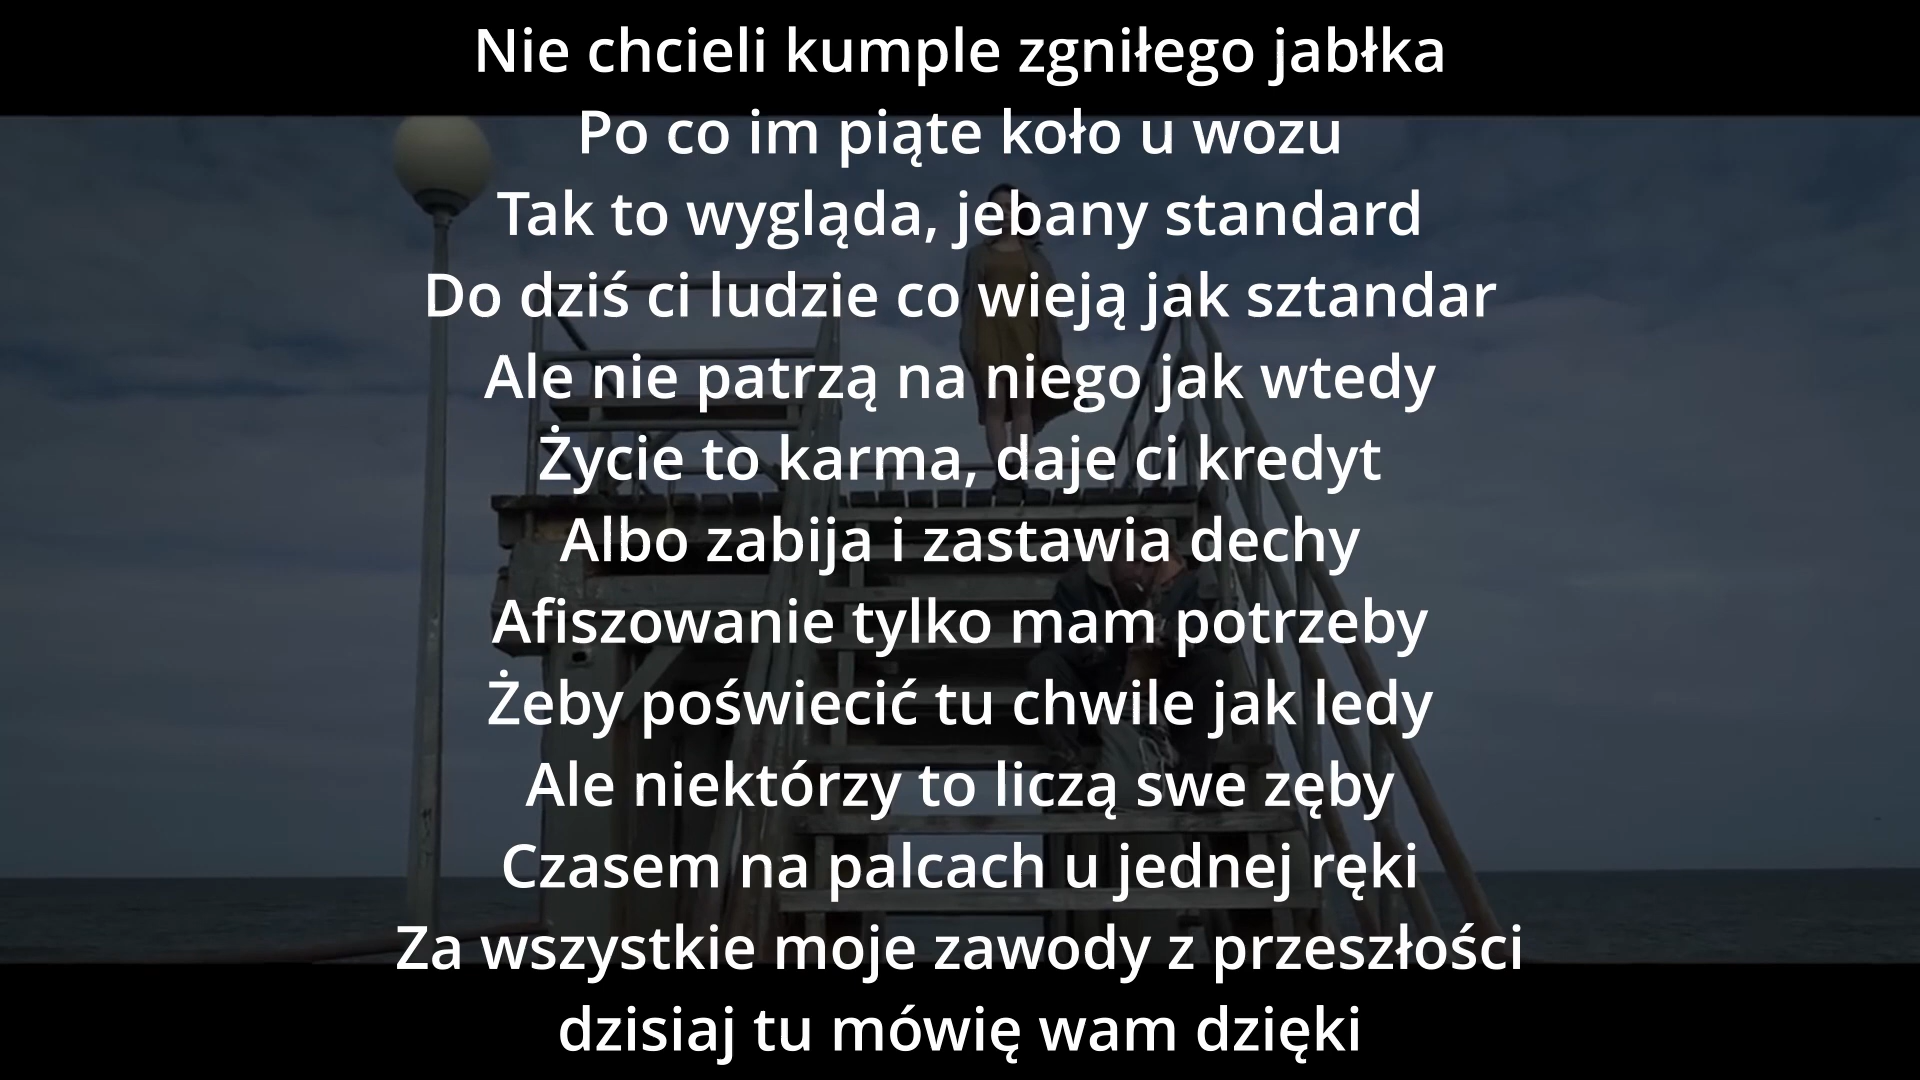 Nie chcieli kumple zgniłego jabłka
Po co im piąte koło u wozu
Tak to wygląda, jebany standard
Do dziś ci ludzie co wieją jak sztandar
Ale nie patrzą na niego jak wtedy
Życie to karma, daje ci kredyt
Albo zabija i zastawia dechy
Afiszowanie tylko mam potrzeby
Żeby poświecić tu chwile jak ledy
Ale niektórzy to liczą swe zęby
Czasem na palcach u jednej ręki
Za wszystkie moje zawody z przeszłości
dzisiaj tu mówię wam dzięki